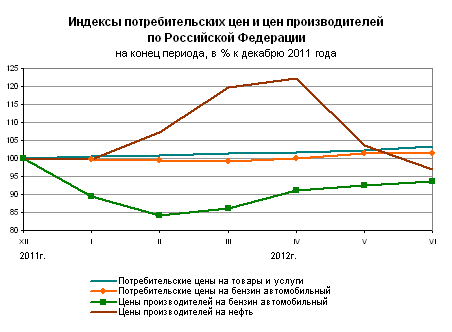 Индексы потребительских цен и цен производителей
по Российской Федерации
на конец периода, в % к декабрю 2011 года
125
120
115
110
105
100
95
90
85
80
XII I II III IV V VI
2011г. 2012г.
Потребительские цены на товары и услуги
Потребительские цены на бензин автомобильный
Цены производителей на бензин автомобильный
Цены производителей на нефть